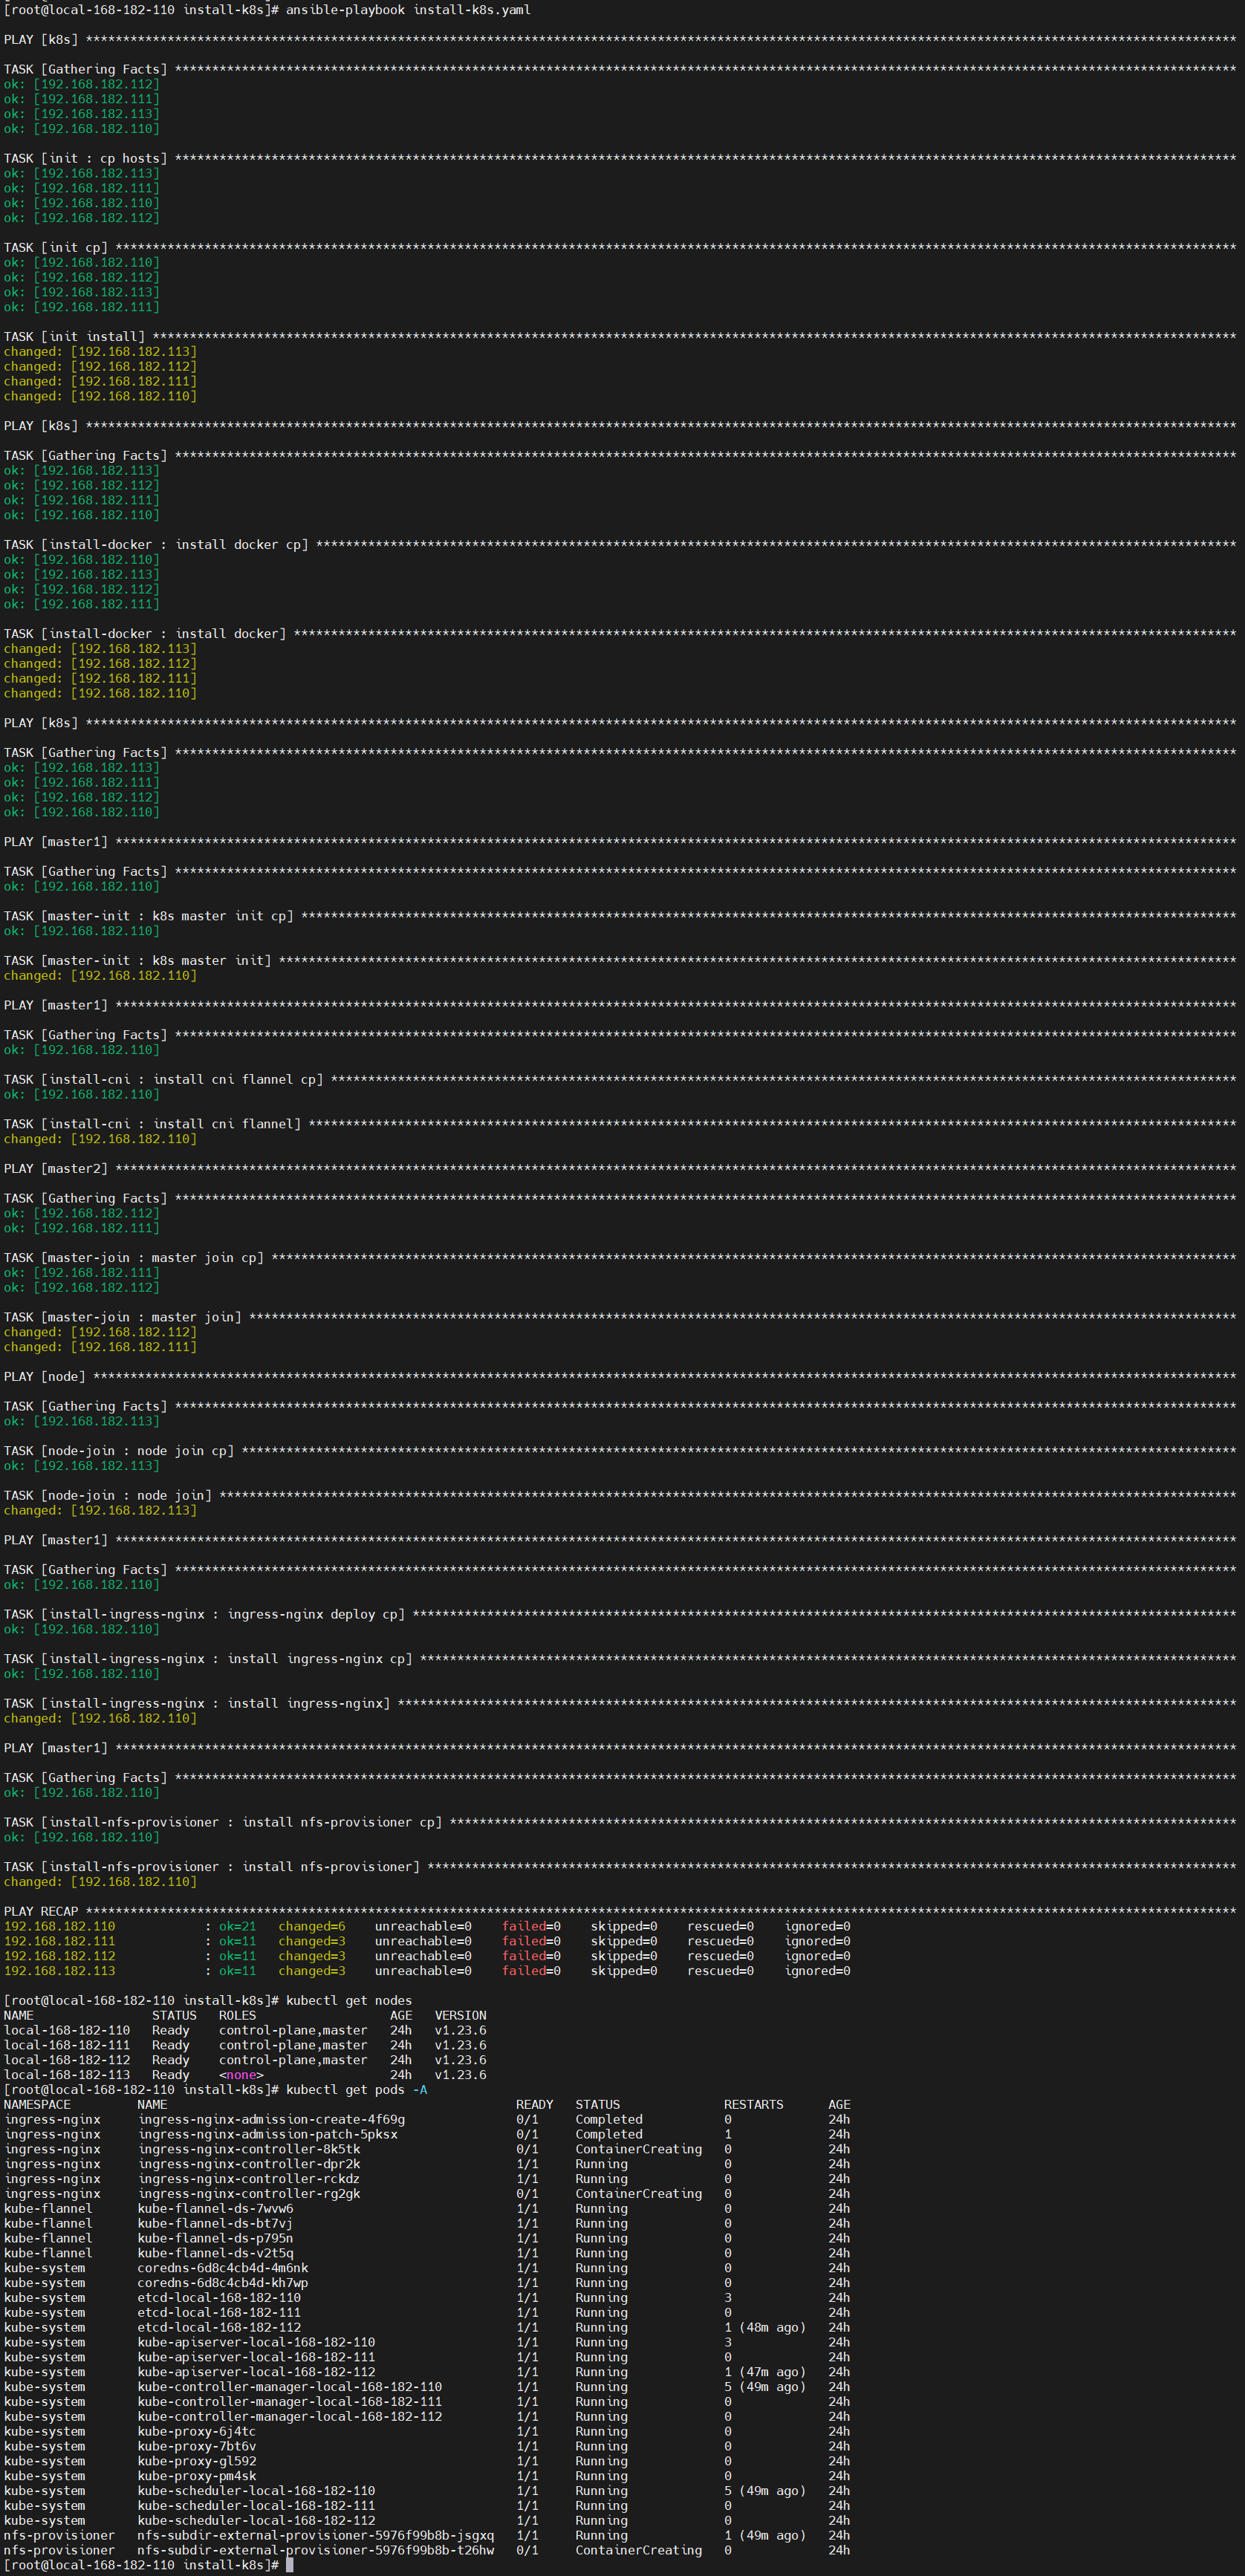 [root@local-168-182-110 install-k8s]# ansible-playbook install-k8s.yaml
PLAY [k8s] ****************************************************************************************************************************************************
TASK [Gathering Facts] ****************************************************************************************************************************************
ok: [192.168.182.112]
ok: [192.168.182.111]
ok: [192.168.182.113]
ok: [192.168.182.110]
TASK [init : cp hosts] ****************************************************************************************************************************************
ok: [192.168.182.113]
ok: [192.168.182.111]
ok: [192.168.182.110]
ok: [192.168.182.112]
TASK [init cp] ************************************************************************************************************************************************
ok: [192.168.182.110]
ok: [192.168.182.112]
ok: [192.168.182.113]
ok: [192.168.182.111]
TASK [init install] *******************************************************************************************************************************************
changed: [192.168.182.113]
changed: [192.168.182.112]
changed: [192.168.182.111]
changed: [192.168.182.110]
PLAY [k8s] ****************************************************************************************************************************************************
TASK [Gathering Facts] ****************************************************************************************************************************************
ok: [192.168.182.113]
ok: [192.168.182.112]
ok: [192.168.182.111]
ok: [192.168.182.110]
TASK [install-docker : install docker cp] *********************************************************************************************************************
ok: [192.168.182.110]
ok: [192.168.182.113]
ok: [192.168.182.112]
ok: [192.168.182.111]
TASK [install-docker : install docker] ************************************************************************************************************************
changed: [192.168.182.113]
changed: [192.168.182.112]
changed: [192.168.182.111]
changed: [192.168.182.110]
PLAY [k8s] ****************************************************************************************************************************************************
TASK [Gathering Facts] ****************************************************************************************************************************************
ok: [192.168.182.113]
ok: [192.168.182.111]
ok: [192.168.182.112]
ok: [192.168.182.110]
PLAY [master1] ************************************************************************************************************************************************
TASK [Gathering Facts] ****************************************************************************************************************************************
ok: [192.168.182.110]
TASK [master-init : k8s master init cp] ***********************************************************************************************************************
ok: [192.168.182.110]
TASK [master-init : k8s master init] **************************************************************************************************************************
changed: [192.168.182.110]
PLAY [master1] ************************************************************************************************************************************************
TASK [Gathering Facts] ****************************************************************************************************************************************
ok: [192.168.182.110]
TASK [install-cni : install cni flannel cp] *******************************************************************************************************************
ok: [192.168.182.110]
TASK [install-cni : install cni flannel] **********************************************************************************************************************
changed: [192.168.182.110]
PLAY [master2] ************************************************************************************************************************************************
TASK [Gathering Facts] ****************************************************************************************************************************************
ok: [192.168.182.112]
ok: [192.168.182.111]
TASK [master-join : master join cp] ***************************************************************************************************************************
ok: [192.168.182.111]
ok: [192.168.182.112]
TASK [master-join : master join] ******************************************************************************************************************************
changed: [192.168.182.112]
changed: [192.168.182.111]
PLAY [node] ***************************************************************************************************************************************************
TASK [Gathering Facts] ****************************************************************************************************************************************
ok: [192.168.182.113]
TASK [node-join : node join cp] *******************************************************************************************************************************
ok: [192.168.182.113]
TASK [node-join : node join] **********************************************************************************************************************************
changed: [192.168.182.113]
PLAY [master1] ************************************************************************************************************************************************
TASK [Gathering Facts] ****************************************************************************************************************************************
ok: [192.168.182.110]
TASK [install-ingress-nginx : ingress-nginx deploy cp] ********************************************************************************************************
ok: [192.168.182.110]
TASK [install-ingress-nginx : install ingress-nginx cp] *******************************************************************************************************
ok: [192.168.182.110]
TASK [install-ingress-nginx : install ingress-nginx] **********************************************************************************************************
changed: [192.168.182.110]
PLAY [master1] ************************************************************************************************************************************************
TASK [Gathering Facts] ****************************************************************************************************************************************
ok: [192.168.182.110]
TASK [install-nfs-provisioner : install nfs-provisioner cp] ***************************************************************************************************
ok: [192.168.182.110]
TASK [install-nfs-provisioner : install nfs-provisioner] ******************************************************************************************************
changed: [192.168.182.110]
PLAY RECAP ****************************************************************************************************************************************************
192.168.182.110            : ok=21   changed=6    unreachable=0    failed=0    skipped=0    rescued=0    ignored=0
192.168.182.111            : ok=11   changed=3    unreachable=0    failed=0    skipped=0    rescued=0    ignored=0
192.168.182.112            : ok=11   changed=3    unreachable=0    failed=0    skipped=0    rescued=0    ignored=0
192.168.182.113            : ok=11   changed=3    unreachable=0    failed=0    skipped=0    rescued=0    ignored=0
[root@local-168-182-110 install-k8s]# kubectl get nodes
NAME                STATUS   ROLES                  AGE   VERSION
local-168-182-110   Ready    control-plane,master   24h   v1.23.6
local-168-182-111   Ready    control-plane,master   24h   v1.23.6
local-168-182-112   Ready    control-plane,master   24h   v1.23.6
local-168-182-113   Ready    <none>                 24h   v1.23.6
[root@local-168-182-110 install-k8s]# kubectl get pods -A
NAMESPACE         NAME                                               READY   STATUS              RESTARTS      AGE
ingress-nginx     ingress-nginx-admission-create-4f69g               0/1     Completed           0             24h
ingress-nginx     ingress-nginx-admission-patch-5pksx                0/1     Completed           1             24h
ingress-nginx     ingress-nginx-controller-8k5tk                     0/1     ContainerCreating   0             24h
ingress-nginx     ingress-nginx-controller-dpr2k                     1/1     Running             0             24h
ingress-nginx     ingress-nginx-controller-rckdz                     1/1     Running             0             24h
ingress-nginx     ingress-nginx-controller-rg2gk                     0/1     ContainerCreating   0             24h
kube-flannel      kube-flannel-ds-7wvw6                              1/1     Running             0             24h
kube-flannel      kube-flannel-ds-bt7vj                              1/1     Running             0             24h
kube-flannel      kube-flannel-ds-p795n                              1/1     Running             0             24h
kube-flannel      kube-flannel-ds-v2t5q                              1/1     Running             0             24h
kube-system       coredns-6d8c4cb4d-4m6nk                            1/1     Running             0             24h
kube-system       coredns-6d8c4cb4d-kh7wp                            1/1     Running             0             24h
kube-system       etcd-local-168-182-110                             1/1     Running             3             24h
kube-system       etcd-local-168-182-111                             1/1     Running             0             24h
kube-system       etcd-local-168-182-112                             1/1     Running             1 (48m ago)   24h
kube-system       kube-apiserver-local-168-182-110                   1/1     Running             3             24h
kube-system       kube-apiserver-local-168-182-111                   1/1     Running             0             24h
kube-system       kube-apiserver-local-168-182-112                   1/1     Running             1 (47m ago)   24h
kube-system       kube-controller-manager-local-168-182-110          1/1     Running             5 (49m ago)   24h
kube-system       kube-controller-manager-local-168-182-111          1/1     Running             0             24h
kube-system       kube-controller-manager-local-168-182-112          1/1     Running             0             24h
kube-system       kube-proxy-6j4tc                                   1/1     Running             0             24h
kube-system       kube-proxy-7bt6v                                   1/1     Running             0             24h
kube-system       kube-proxy-gl592                                   1/1     Running             0             24h
kube-system       kube-proxy-pm4sk                                   1/1     Running             0             24h
kube-system       kube-scheduler-local-168-182-110                   1/1     Running             5 (49m ago)   24h
kube-system       kube-scheduler-local-168-182-111                   1/1     Running             0             24h
kube-system       kube-scheduler-local-168-182-112                   1/1     Running             0             24h
nfs-provisioner   nfs-subdir-external-provisioner-5976f99b8b-jsgxq   1/1     Running             1 (49m ago)   24h
nfs-provisioner   nfs-subdir-external-provisioner-5976f99b8b-t26hw   0/1     ContainerCreating   0             24h
[root@local-168-182-110 install-k8s]#